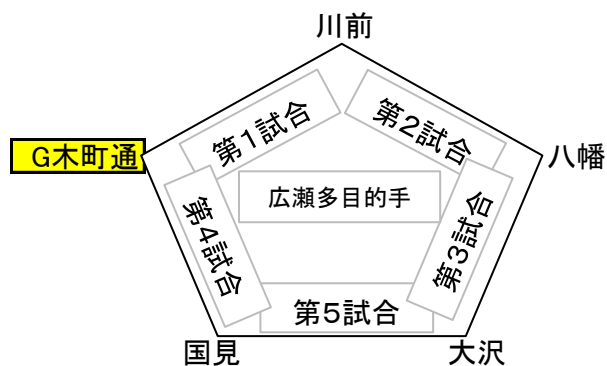 川前
第1試合
第2試合
G木町通
八幡
広瀬多目的手
第4試合
第3試合
第5試合
国見
大沢